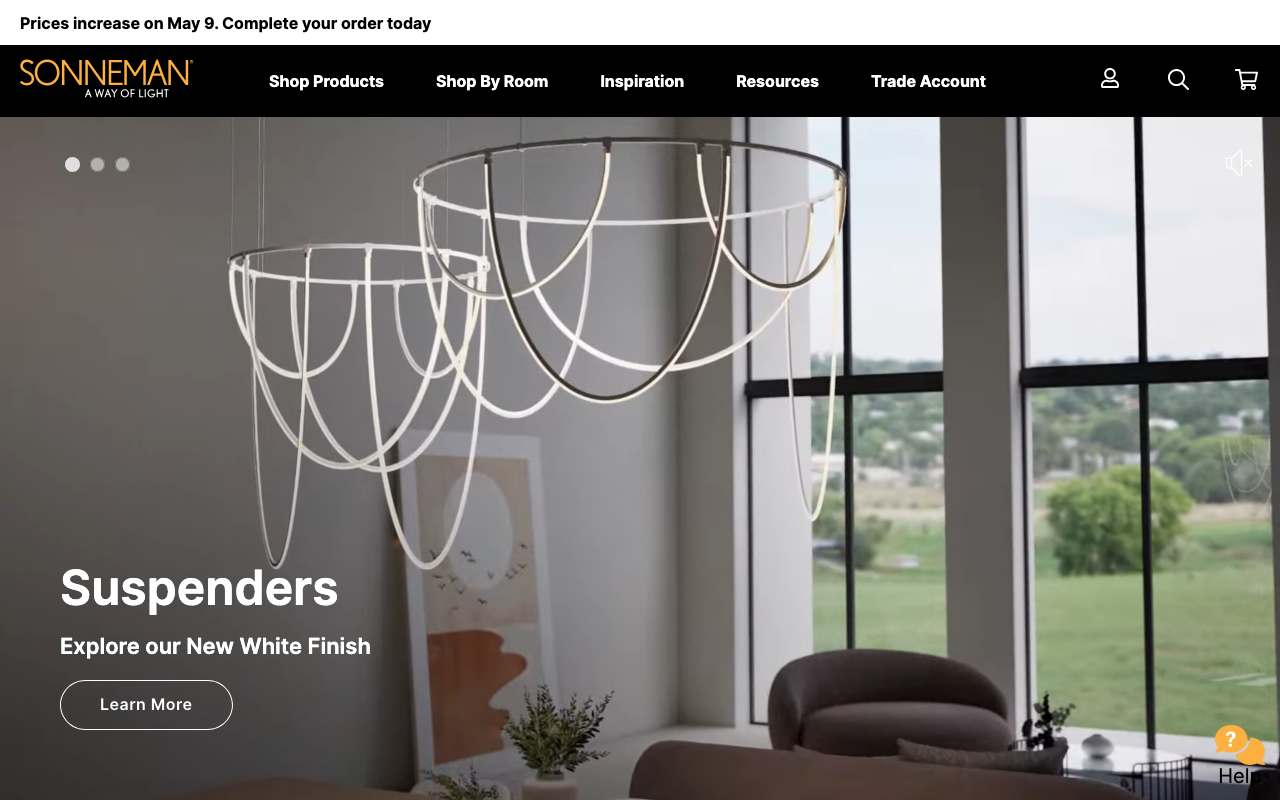 Prices increase on May 9. Complete your order today
SONNEMAN®
A WAY OF LIGHT
Shop Products
Shop By Room
Inspiration
Resources
Trade Account
Suspenders
Explore our New White Finish
Learn More
?
Help